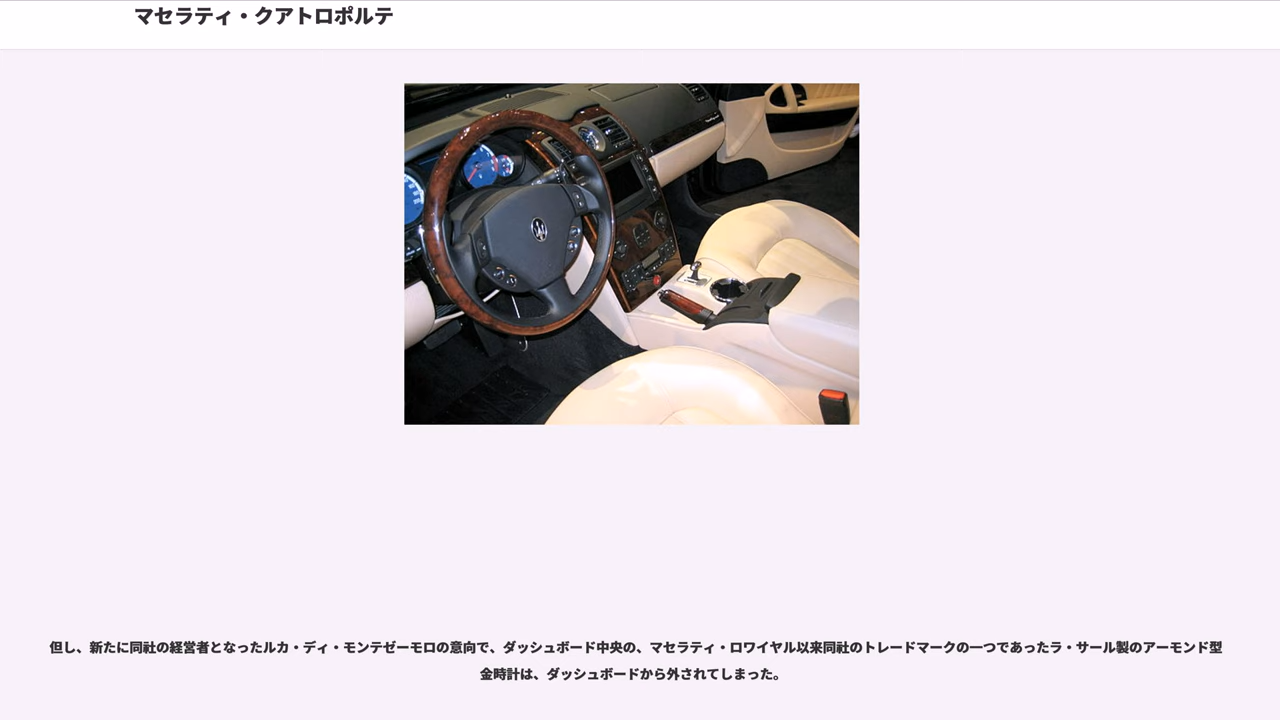 マセラティ・クアトロポルテ
但し、新たに同社の経営者となったルカ・ディ・モンテゼーモロの意向で、ダッシュボード中央の、マセラティ・ロワイヤル以来同社のトレードマークの一つであったラ・サール製のアーモンド型
金時計は、ダッシュボードから外されてしまった。